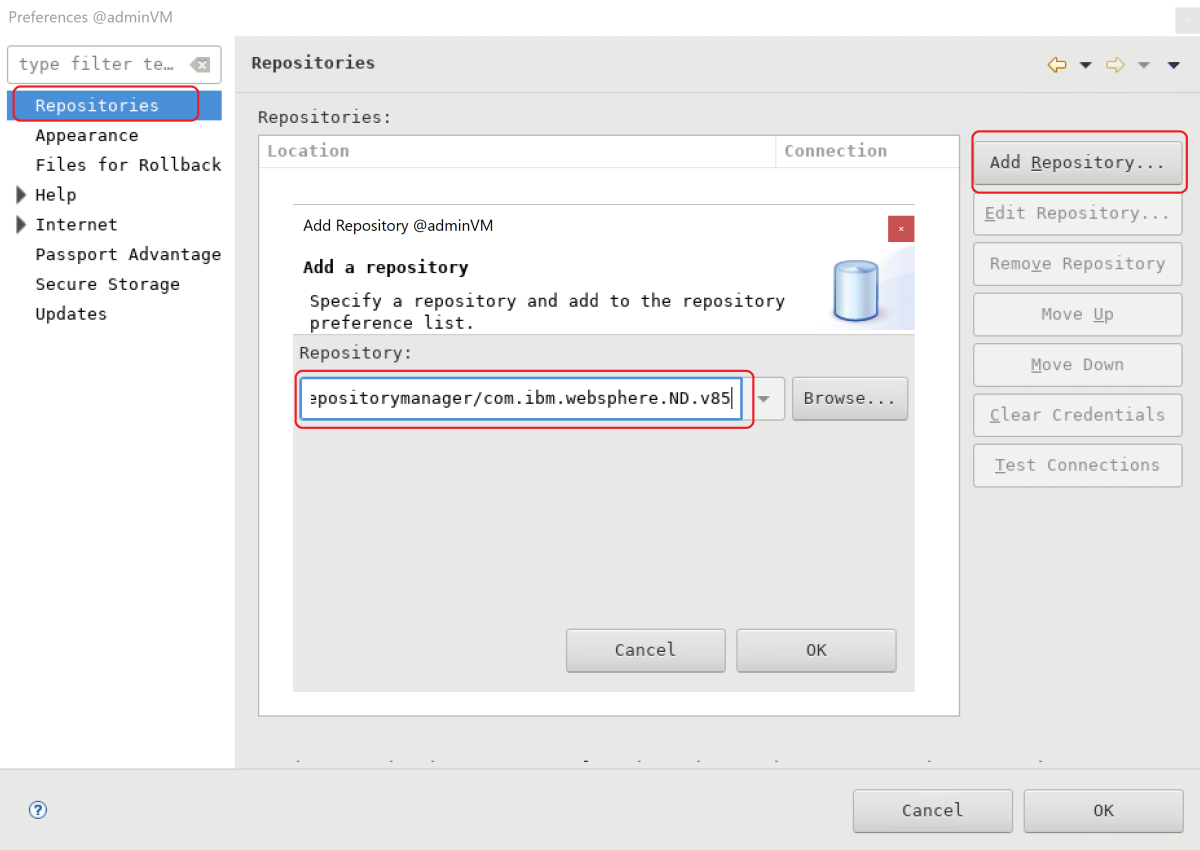 Preferences @adminVM
type filter te…
Repositories
Appearance
Files for Rollback
Help
Internet
Passport Advantage
Secure Storage
Updates
Repositories
Repositories:
Location
Connection
Add Repository @adminVM
Add a repository
Specify a repository and add to the repository
preference list.
Repository:
epositorymanager/com.ibm.websphere.ND.v85
Browse...
Cancel
OK
Add Repository...
Edit Repository...
Remove Repository
Move Up
Move Down
Clear Credentials
Test Connections
?
Cancel
OK